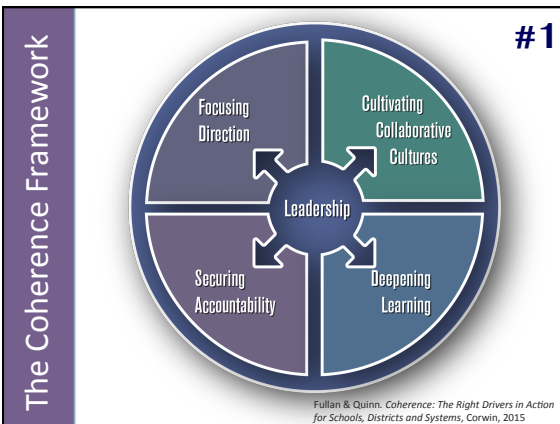 The Coherence Framework
#1
Focusing
Direction
Cultivating
Collaborative
Cultures
Leadership
Securing
Accountability
Deepening
Learning
Fullan & Quinn. Coherence: The Right Drivers in Action
for Schools, Districts and Systems, Corwin, 2015